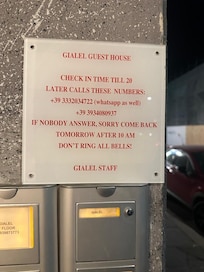 GIALEL GUEST HOUSE
CHECK IN TIME TILL 20
LATER CALLS THESE NUMBERS:
+39 3332034722 (whatsapp as well)
+39 3934080937
IF NOBODY ANSWER, SORRY COME BACK
TOMORROW AFTER 10 AM
DON'T RING ALL BELLS!
GIALEL STAFF
GIALEL